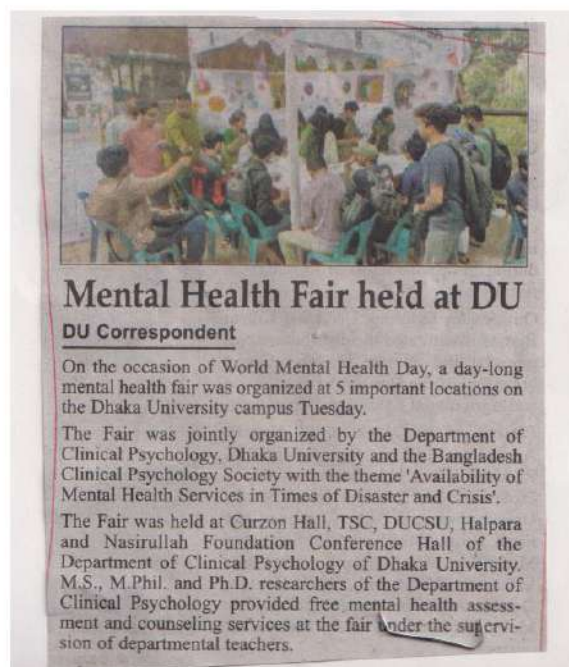 Mental Health Fair held at DU
DU Correspondent
On the occasion of World Mental Health Day, a day-long
mental health fair was organized at 5 important locations on
the Dhaka University campus Tuesday.
The Fair was jointly organized by the Department of
Clinical Psychology, Dhaka University and the Bangladesh
Clinical Psychology Society with the theme 'Availability of
Mental Health Services in Times of Disaster and Crisis'.
The Fair was held at Curzon Hall, TSC, DUCSU, Halpara
and Nasirullah Foundation Conference Hall of the
Department of Clinical Psychology of Dhaka University.
M.S., M.Phil. and Ph.D. researchers of the Department of
Clinical Psychology provided free mental health assess-
ment and counseling services at the fair under the supervi-
sion of departmental teachers.